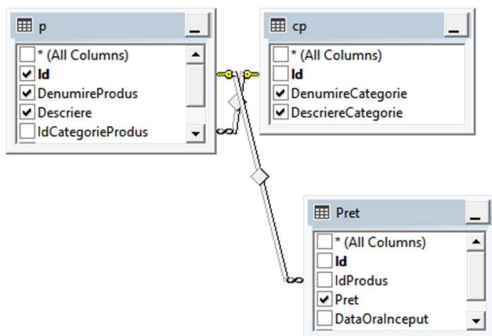 p
* (All Columns)
Id
DenumireProdus
Descriere
IdCategorieProdus
cp
* (All Columns)
Id
DenumireCategorie
DescriereCategorie
Pret
* (All Columns)
Id
IdProdus
Pret
DataOraInceput